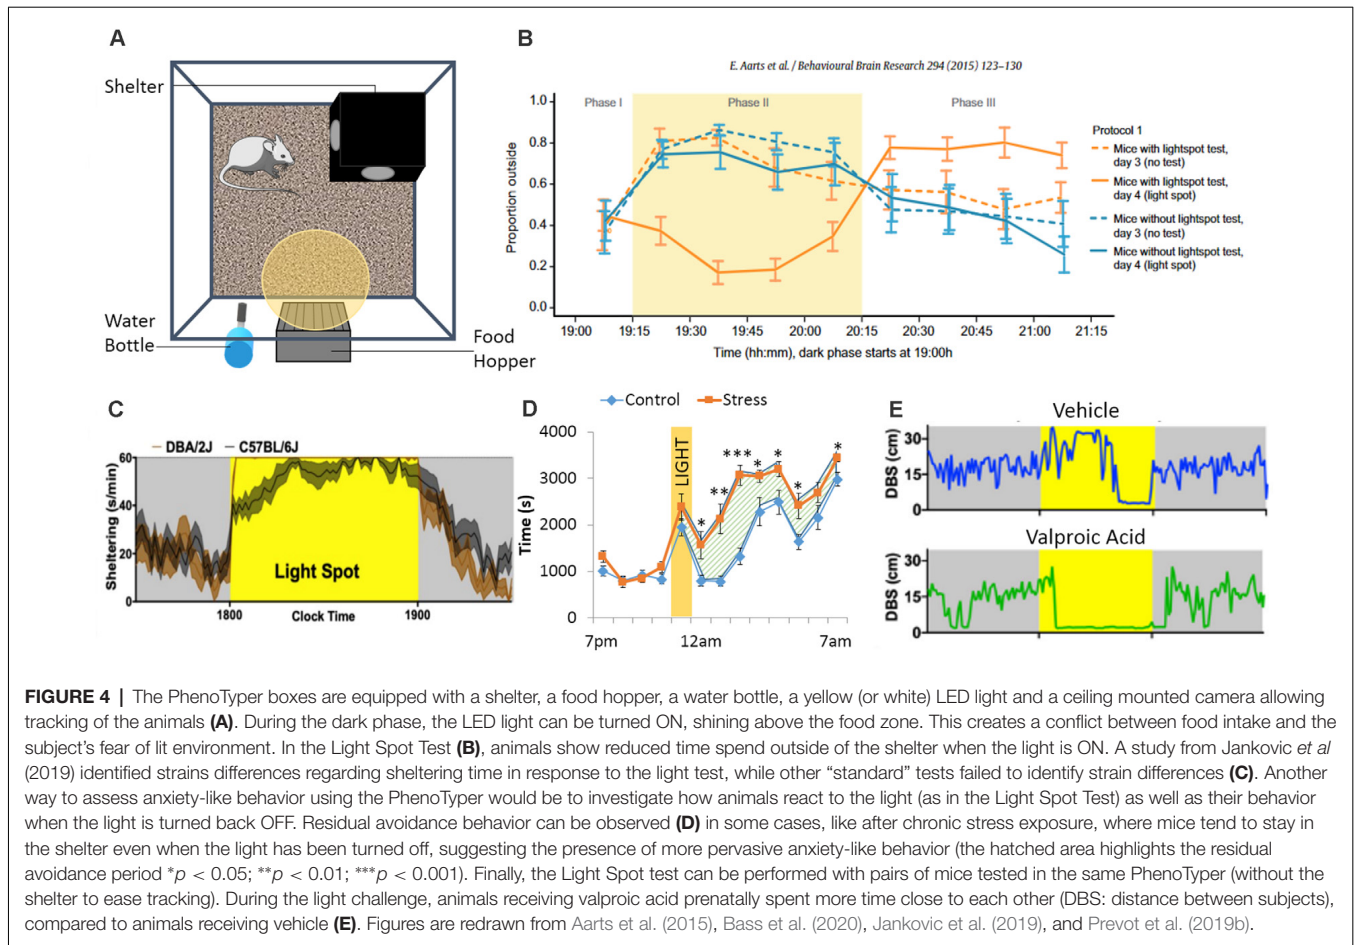 A
Shelter
Water
Bottle
Food
Hopper
B
E. Aarts et al. / Behavioural Brain Research 294 (2015) 123–130
Phase I
Phase II
Phase III
Proportion outside
1.0
0.8
0.6
0.4
0.2
0.0
19:00
19:15
19:30
19:45
20:00
20:15
20:30
20:45
21:00
21:15
Time (hh:mm), dark phase starts at 19:00h
Protocol 1
Mice with lightspot test,
day 3 (no test)
Mice with lightspot test,
day 4 (light spot)
Mice without lightspot test,
day 3 (no test)
Mice without lightspot test,
day 4 (light spot)
C
DBA/2J
C57BL/6J
Sheltering (s/min)
60
40
20
0
Light Spot
1800
Clock Time
1900
D
Control
Stress
Time (s)
4000
3000
2000
1000
0
LIGHT
*
**
***
*
*
*
*
7pm
12am
7am
E
Vehicle
DBS (cm)
30
15
0
Valproic Acid
DBS (cm)
30
15
0
FIGURE 4 | The PhenoTyper boxes are equipped with a shelter, a food hopper, a water bottle, a yellow (or white) LED light and a ceiling mounted camera allowing
tracking of the animals (A). During the dark phase, the LED light can be turned ON, shining above the food zone. This creates a conflict between food intake and the
subject's fear of lit environment. In the Light Spot Test (B), animals show reduced time spend outside of the shelter when the light is ON. A study from Jankovic et al
(2019) identified strains differences regarding sheltering time in response to the light test, while other “standard” tests failed to identify strain differences (C). Another
way to assess anxiety-like behavior using the PhenoTyper would be to investigate how animals react to the light (as in the Light Spot Test) as well as their behavior
when the light is turned back OFF. Residual avoidance behavior can be observed (D) in some cases, like after chronic stress exposure, where mice tend to stay in
the shelter even when the light has been turned off, suggesting the presence of more pervasive anxiety-like behavior (the hatched area highlights the residual
avoidance period *p < 0.05; **p < 0.01; ***p < 0.001). Finally, the Light Spot test can be performed with pairs of mice tested in the same PhenoTyper (without the
shelter to ease tracking). During the light challenge, animals receiving valproic acid prenatally spent more time close to each other (DBS: distance between subjects),
compared to animals receiving vehicle (E). Figures are redrawn from Aarts et al. (2015), Bass et al. (2020), Jankovic et al. (2019), and Prevot et al. (2019b).